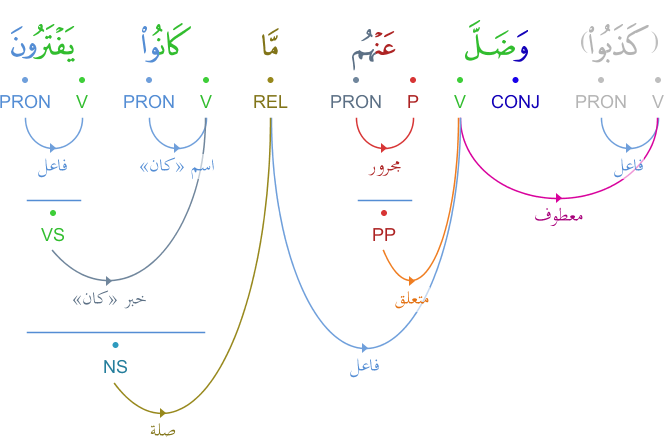 (كَذَبُوا۟) وَضَلَّ عَنْهُم مَّا كَانُوا۟ يَفْتَرُونَ
PRON V PRON V REL PRON P V CONJ PRON V
فاعل اسم «كان» مجرور فاعل
معطوف
VS PP
خبر «كان» متعلق
فاعل
NS
صلة